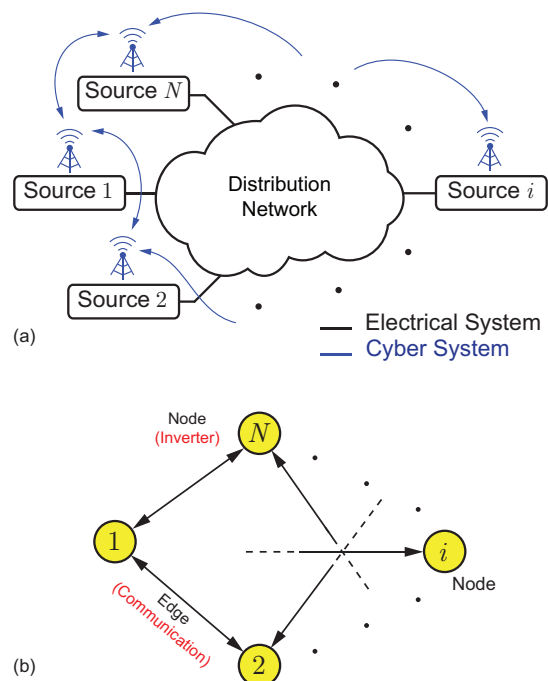 Source N
Source 1
Distribution
Network
Source i
Source 2
(a)
Electrical System
Cyber System
Node
(Inverter)
N
1
i
Node
Edge
(Communication)
2
(b)